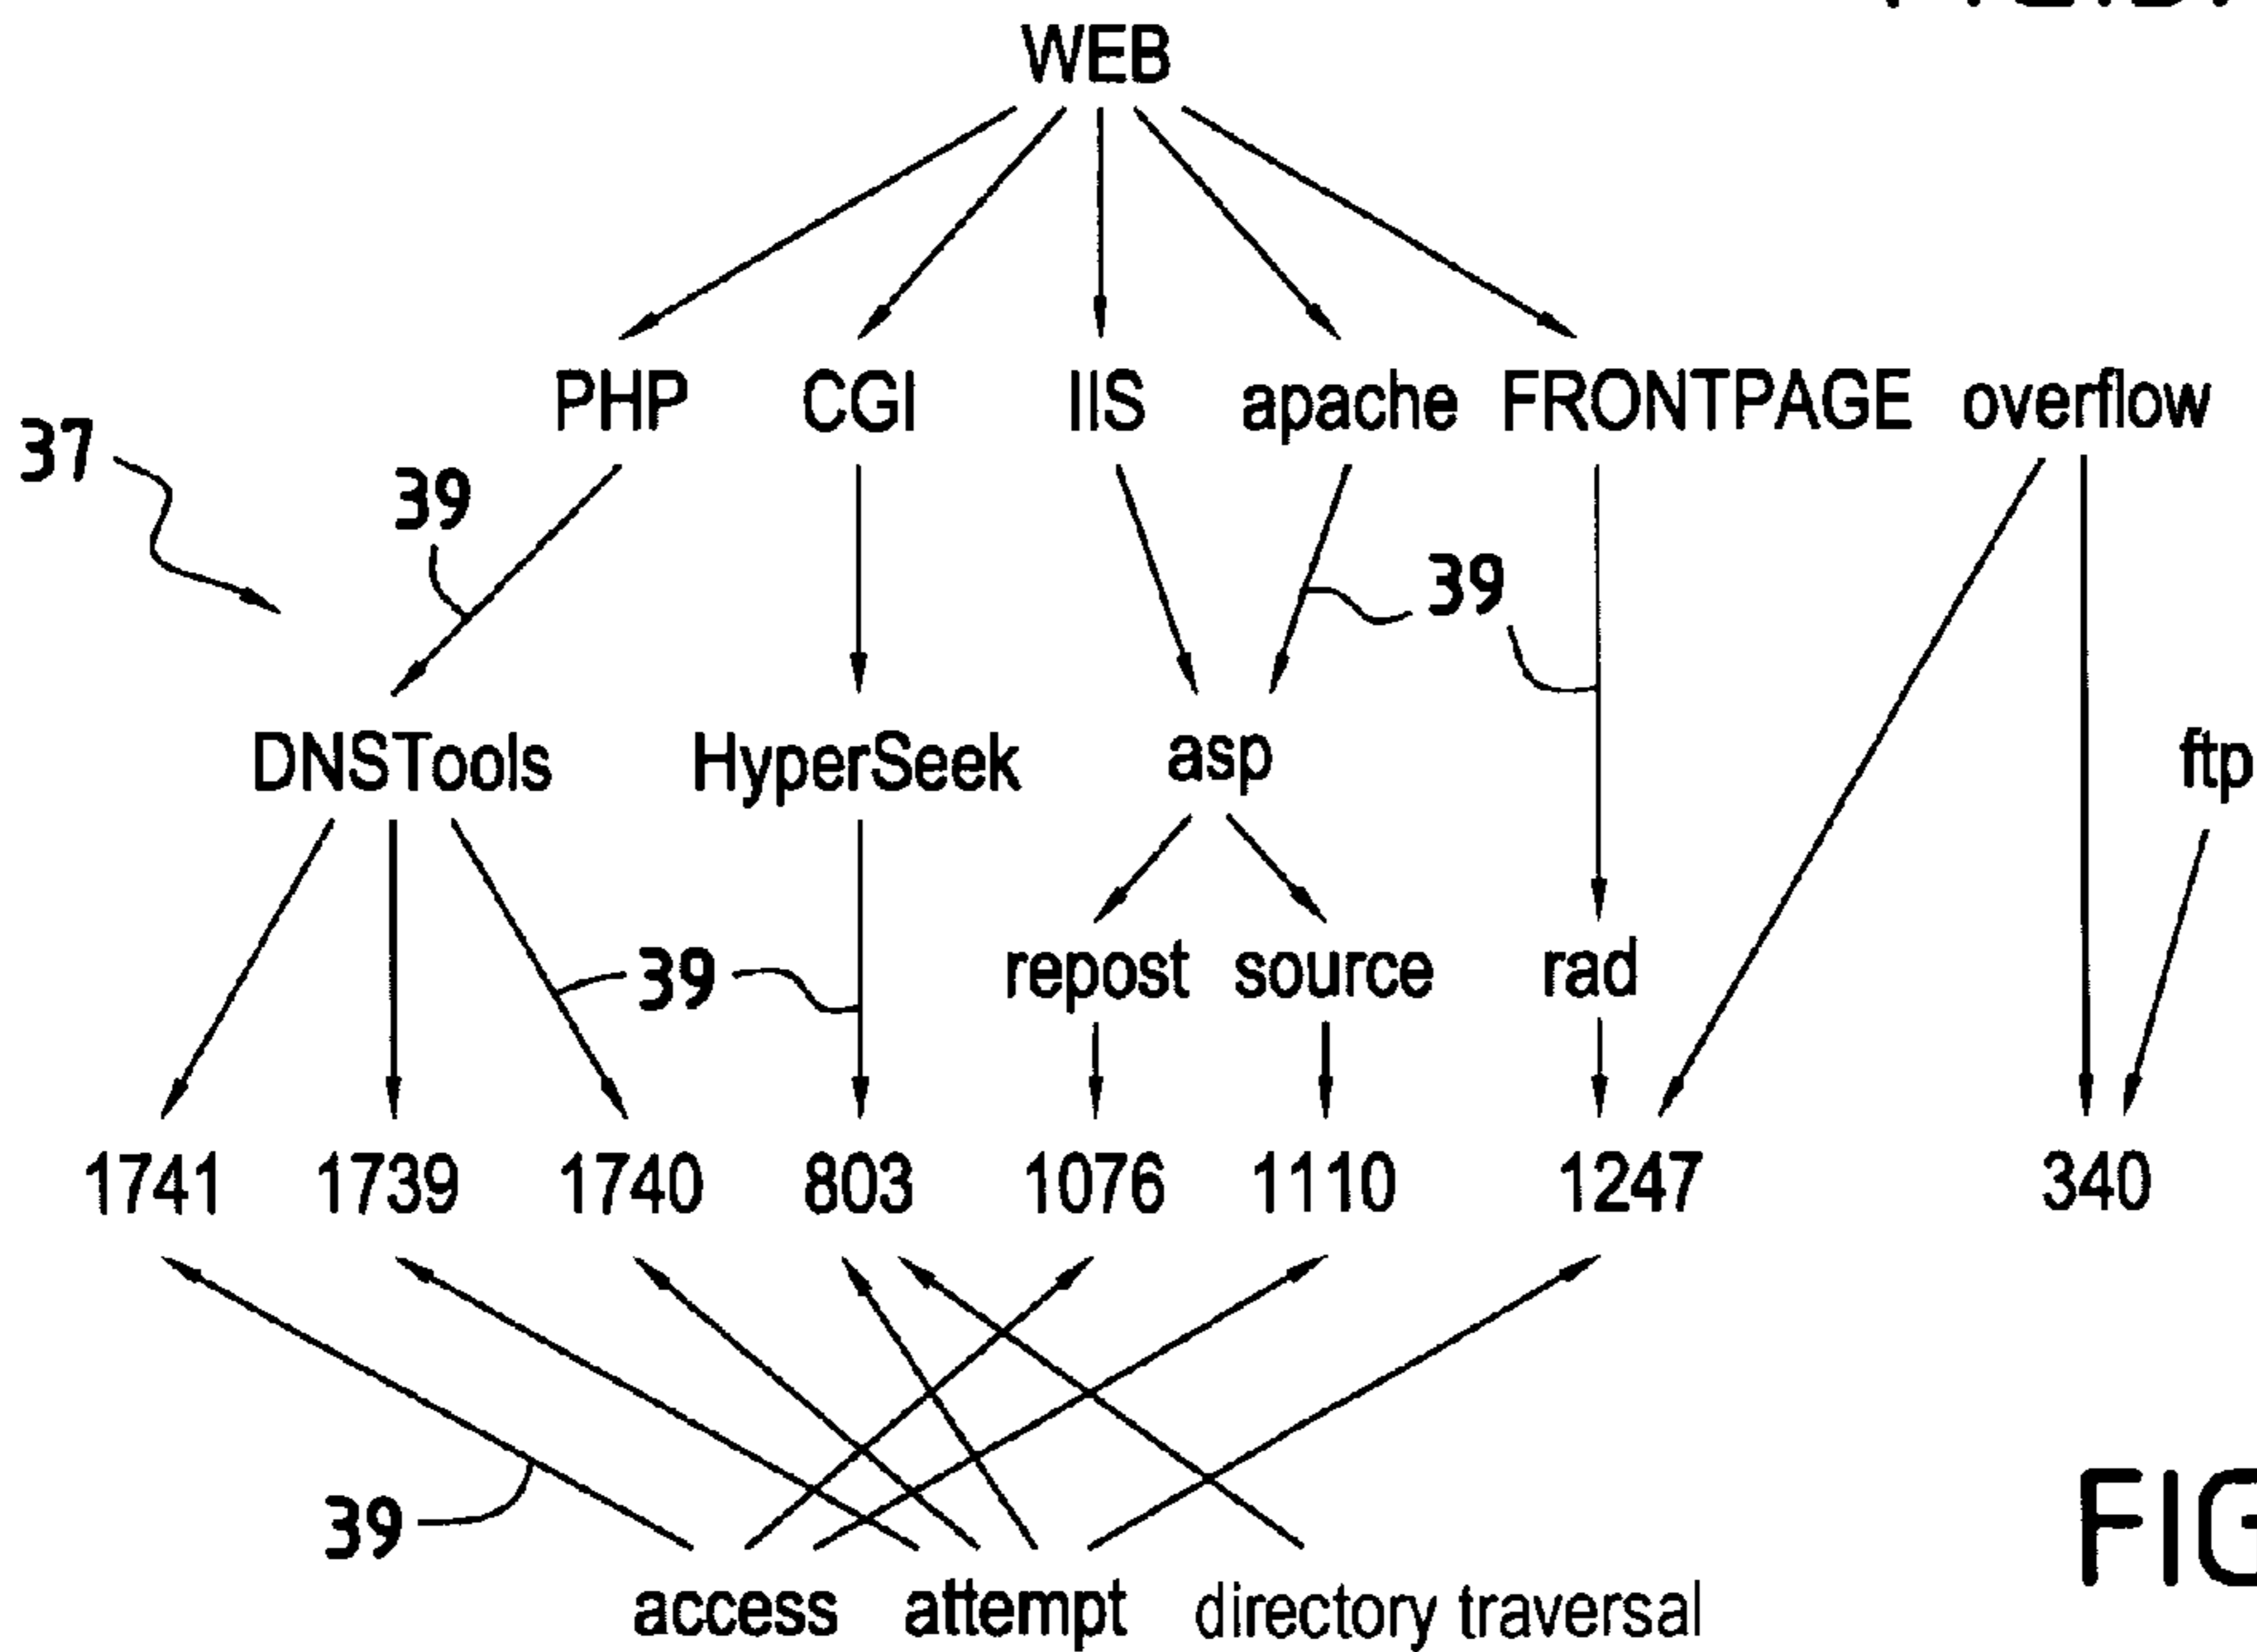 WEB
PHP CGI IIS apache FRONTPAGE overflow
37
39
39
DNSTools HyperSeek asp ftp
39 repost source rad
1741 1739 1740 803 1076 1110 1247 340
39
FIG
access attempt directory traversal